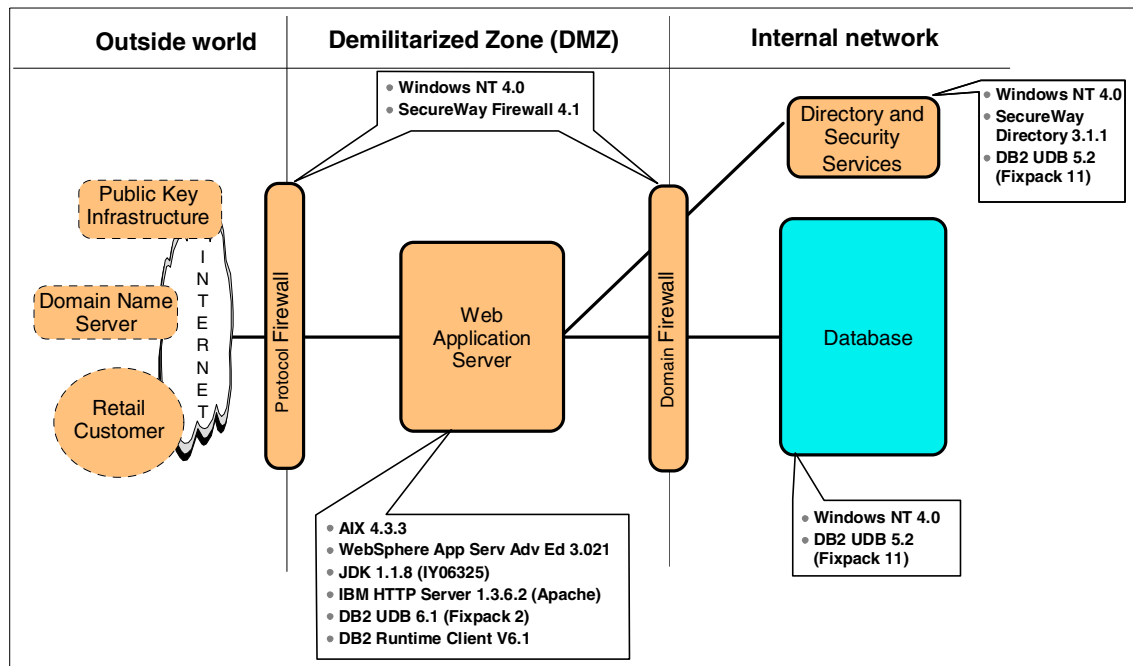 Outside world
Demilitarized Zone (DMZ)
Internal network
Windows NT 4.0
SecureWay Firewall 4.1
Directory and
Security
Services
Windows NT 4.0
SecureWay
Directory 3.1.1
DB2 UDB 5.2
(Fixpack 11)
Public Key
Infrastructure
INTERNET
Domain Name
Server
Retail
Customer
Protocol Firewall
Web
Application
Server
Domain Firewall
Database
AIX 4.3.3
WebSphere App Serv Adv Ed 3.021
JDK 1.1.8 (IY06325)
IBM HTTP Server 1.3.6.2 (Apache)
DB2 UDB 6.1 (Fixpack 2)
DB2 Runtime Client V6.1
Windows NT 4.0
DB2 UDB 5.2
(Fixpack 11)